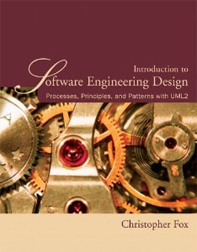 Introduction to
Software Engineering Design
Processes, Principles, and Patterns with UML2
Christopher Fox